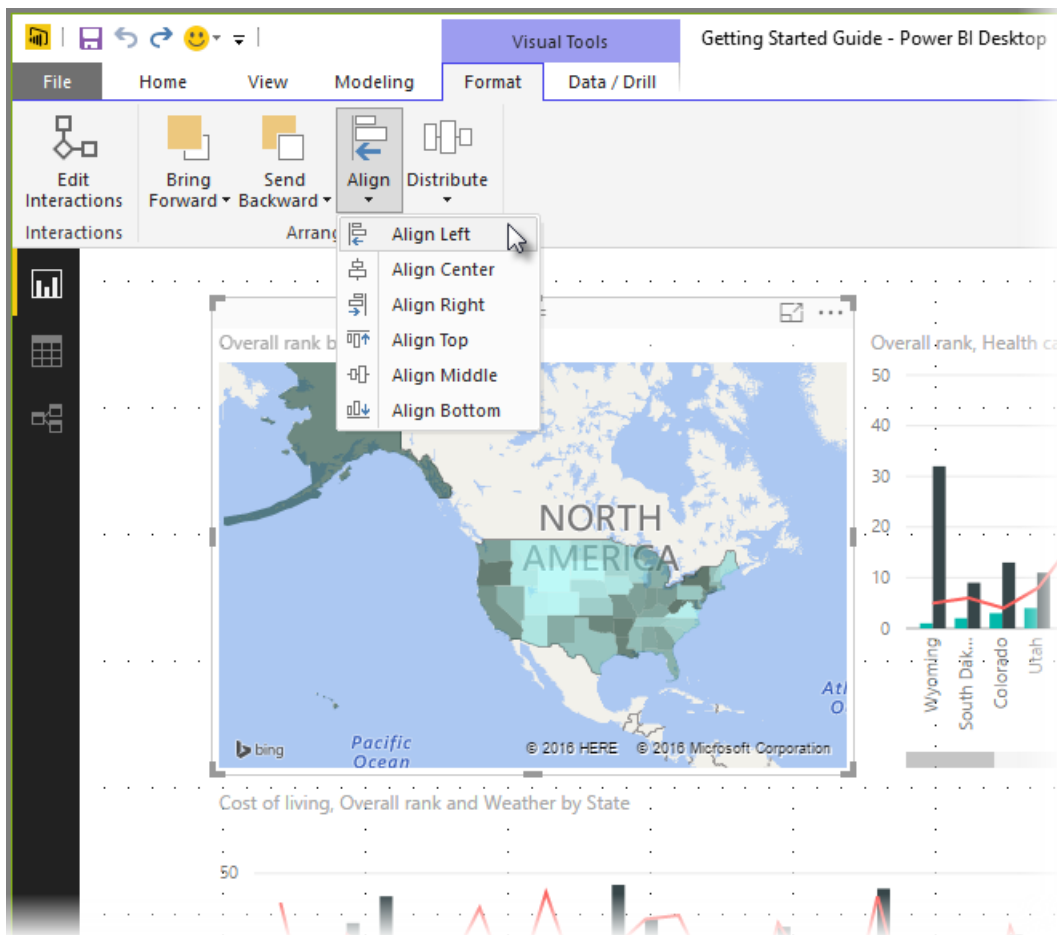 Visual Tools
Getting Started Guide - Power BI Desktop
File Home View Modeling Format Data / Drill
Edit Interactions
Bring Forward
Send Backward
Align
Distribute
Interactions
Align Left
Align Center
Align Right
Align Top
Align Middle
Align Bottom
Overall rank
NORTH
AMERICA
Pacific
Ocean
bing
© 2016 HERE © 2016 Microsoft Corporation
Overall rank, Health
50
40
30
20
10
0
Wyoming
South Dak...
Colorado
Utah
Cost of living, Overall rank and Weather by State
50